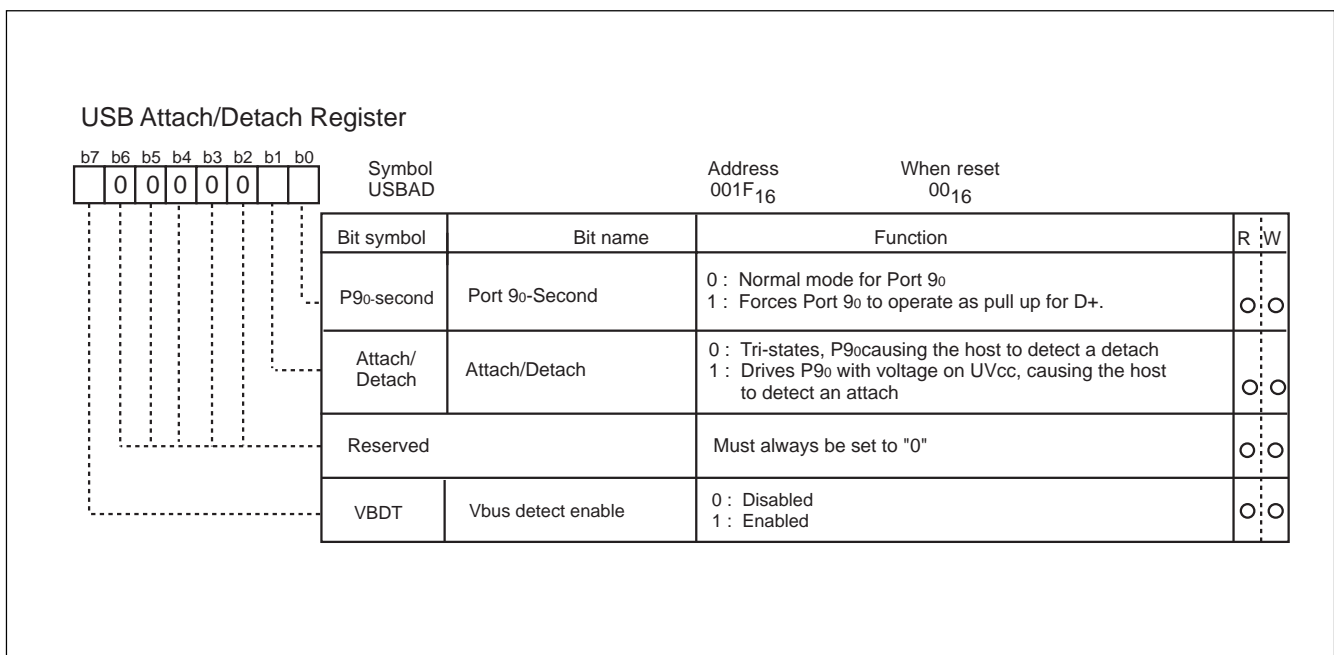 USB Attach/Detach Register
b7 b6 b5 b4 b3 b2 b1 b0
0 0 0 0 0
Symbol Address When reset
USBAD 001F16 0016
Bit symbol Bit name Function R W
P90-second Port 90-Second 0 : Normal mode for Port 90
1 : Forces Port 90 to operate as pull up for D+.
Attach/
Detach Attach/Detach 0 : Tri-states, P90causing the host to detect a detach
1 : Drives P90 with voltage on UVcc, causing the host
to detect an attach
Reserved Must always be set to "0"
VBDT Vbus detect enable 0 : Disabled
1 : Enabled